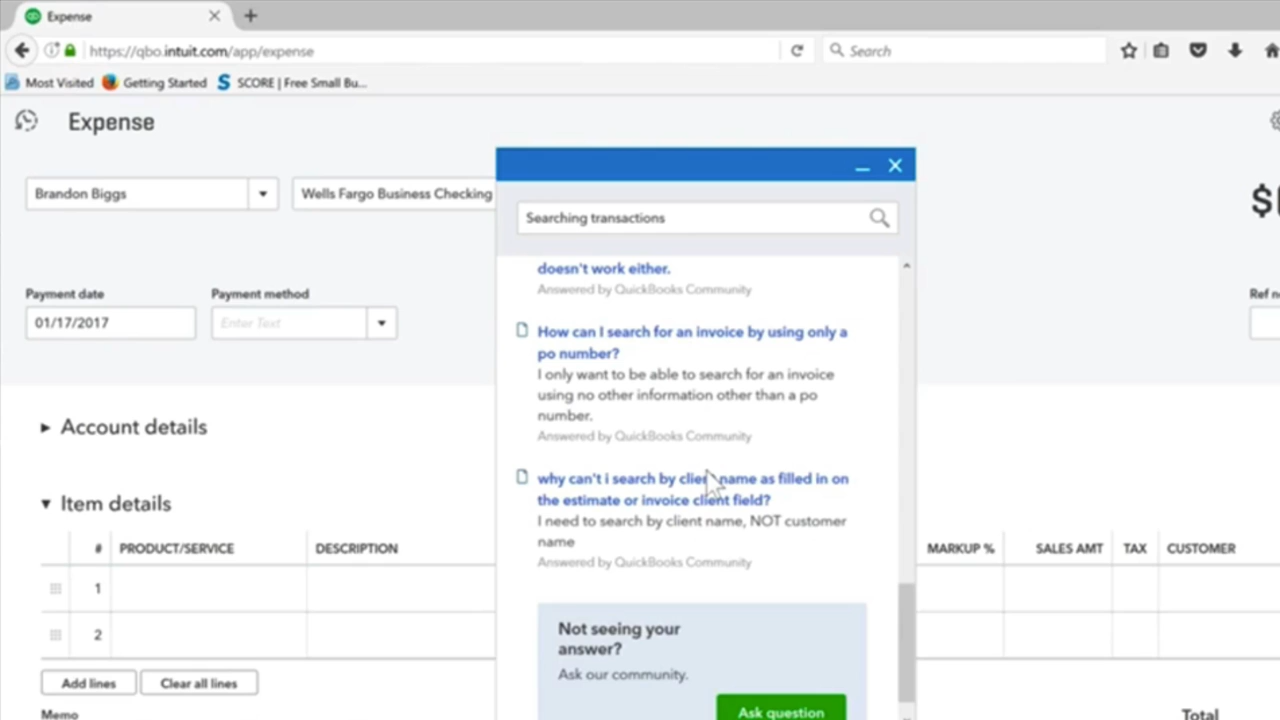 Expense
https://qbo.intuit.com/app/expense
Search
Most Visited Getting Started SCORE | Free Small Bu...
Expense
Brandon Biggs
Wells Fargo Business Checking
Payment date
Payment method
01/17/2017
Enter Text
Account details
Item details
# PRODUCT/SERVICE DESCRIPTION MARKUP % SALES AMT TAX CUSTOMER
1
2
Add lines Clear all lines
Memo
Searching transactions
doesn't work either.
Answered by QuickBooks Community
How can I search for an invoice by using only a
po number?
I only want to be able to search for an invoice
using no other information other than a po
number.
Answered by QuickBooks Community
why can't i search by client name as filled in on
the estimate or invoice client field?
I need to search by client name, NOT customer
name
Answered by QuickBooks Community
Not seeing your
answer?
Ask our community.
Ask question
$
Ref n
Total